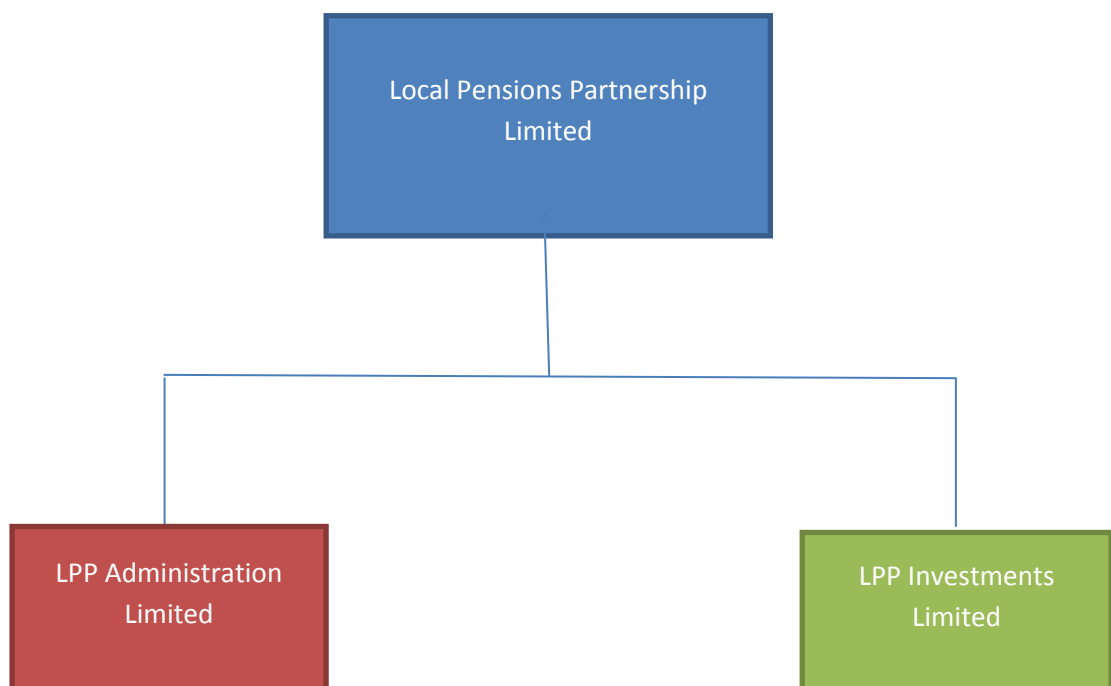 Local Pensions Partnership
Limited
LPP Administration
Limited
LPP Investments
Limited